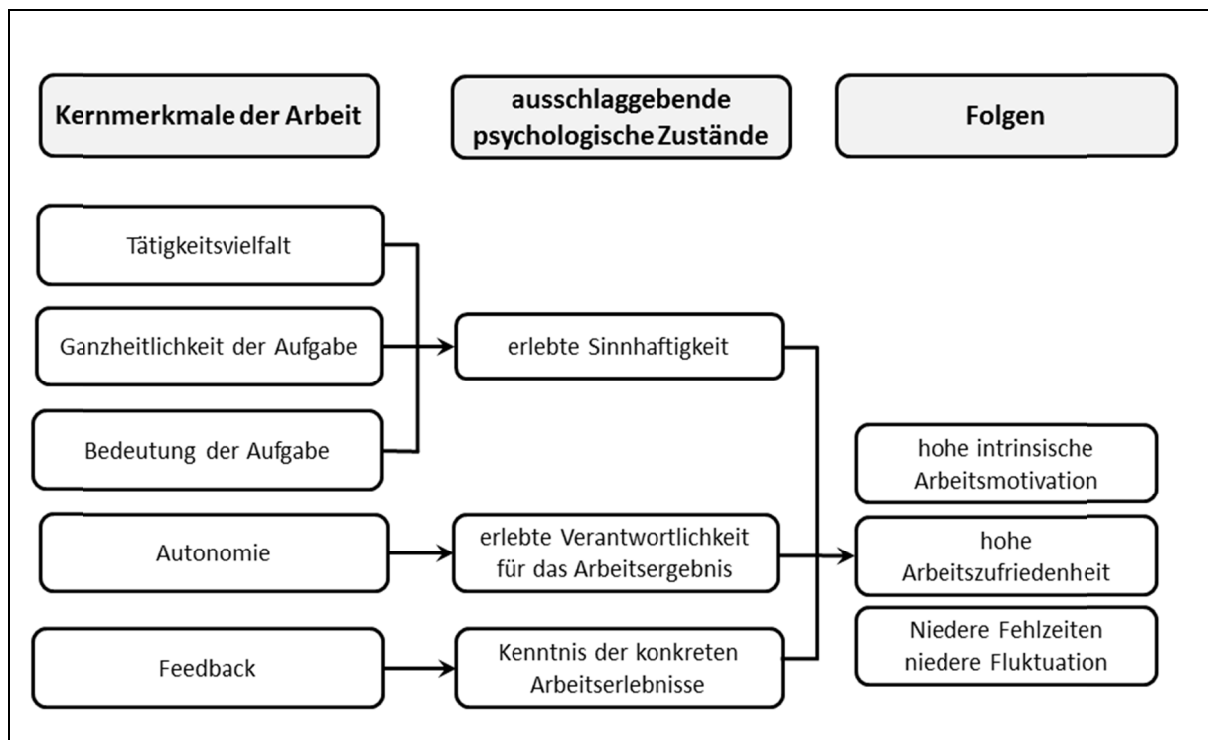 Kernmerkmale der Arbeit
ausschlaggebende
psychologische Zustände
Folgen
Tätigkeitsvielfalt
Ganzheitlichkeit der Aufgabe
erlebte Sinnhaftigkeit
Bedeutung der Aufgabe
hohe intrinsische
Arbeitsmotivation
Autonomie
erlebte Verantwortlichkeit
für das Arbeitsergebnis
hohe
Arbeitszufriedenheit
Feedback
Kenntnis der konkreten
Arbeitserlebnisse
Niedere Fehlzeiten
niedere Fluktuation